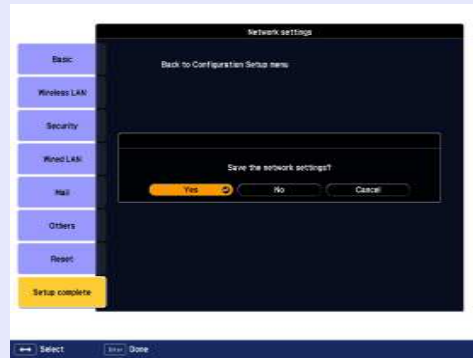 Network settings
Basic
Back to Configuration Setup menu
Wireless LAN
Security
Wired LAN
Save the network settings?
Mail
Yes No Cancel
Others
Reset
Setup complete
Select Enter Done